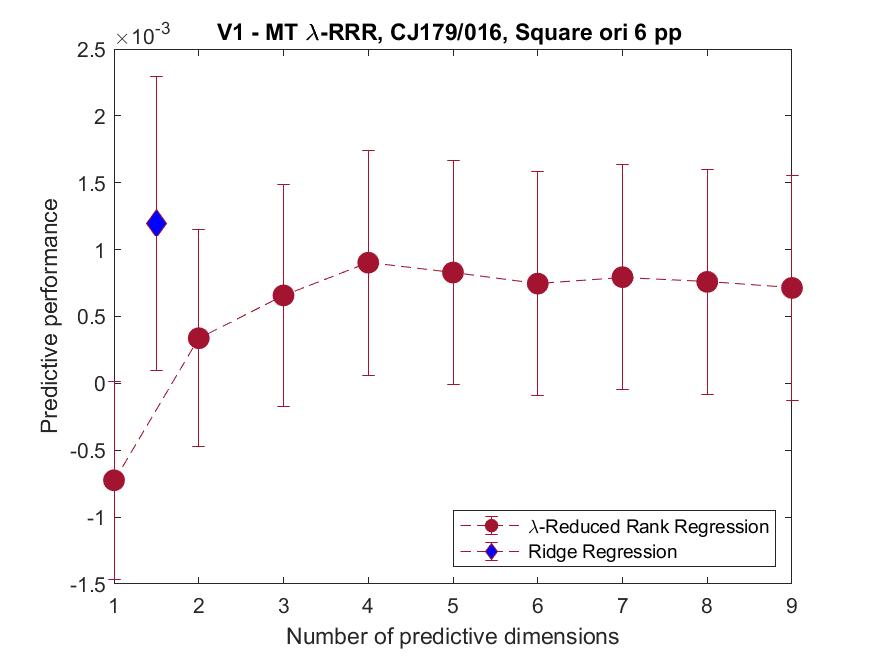 ×10-3
V1 - MT λ-RRR, CJ179/016, Square ori 6 pp
2.5
2
1.5
1
0.5
0
-0.5
-1
-1.5
Predictive performance
λ-Reduced Rank Regression
Ridge Regression
1 2 3 4 5 6 7 8 9
Number of predictive dimensions